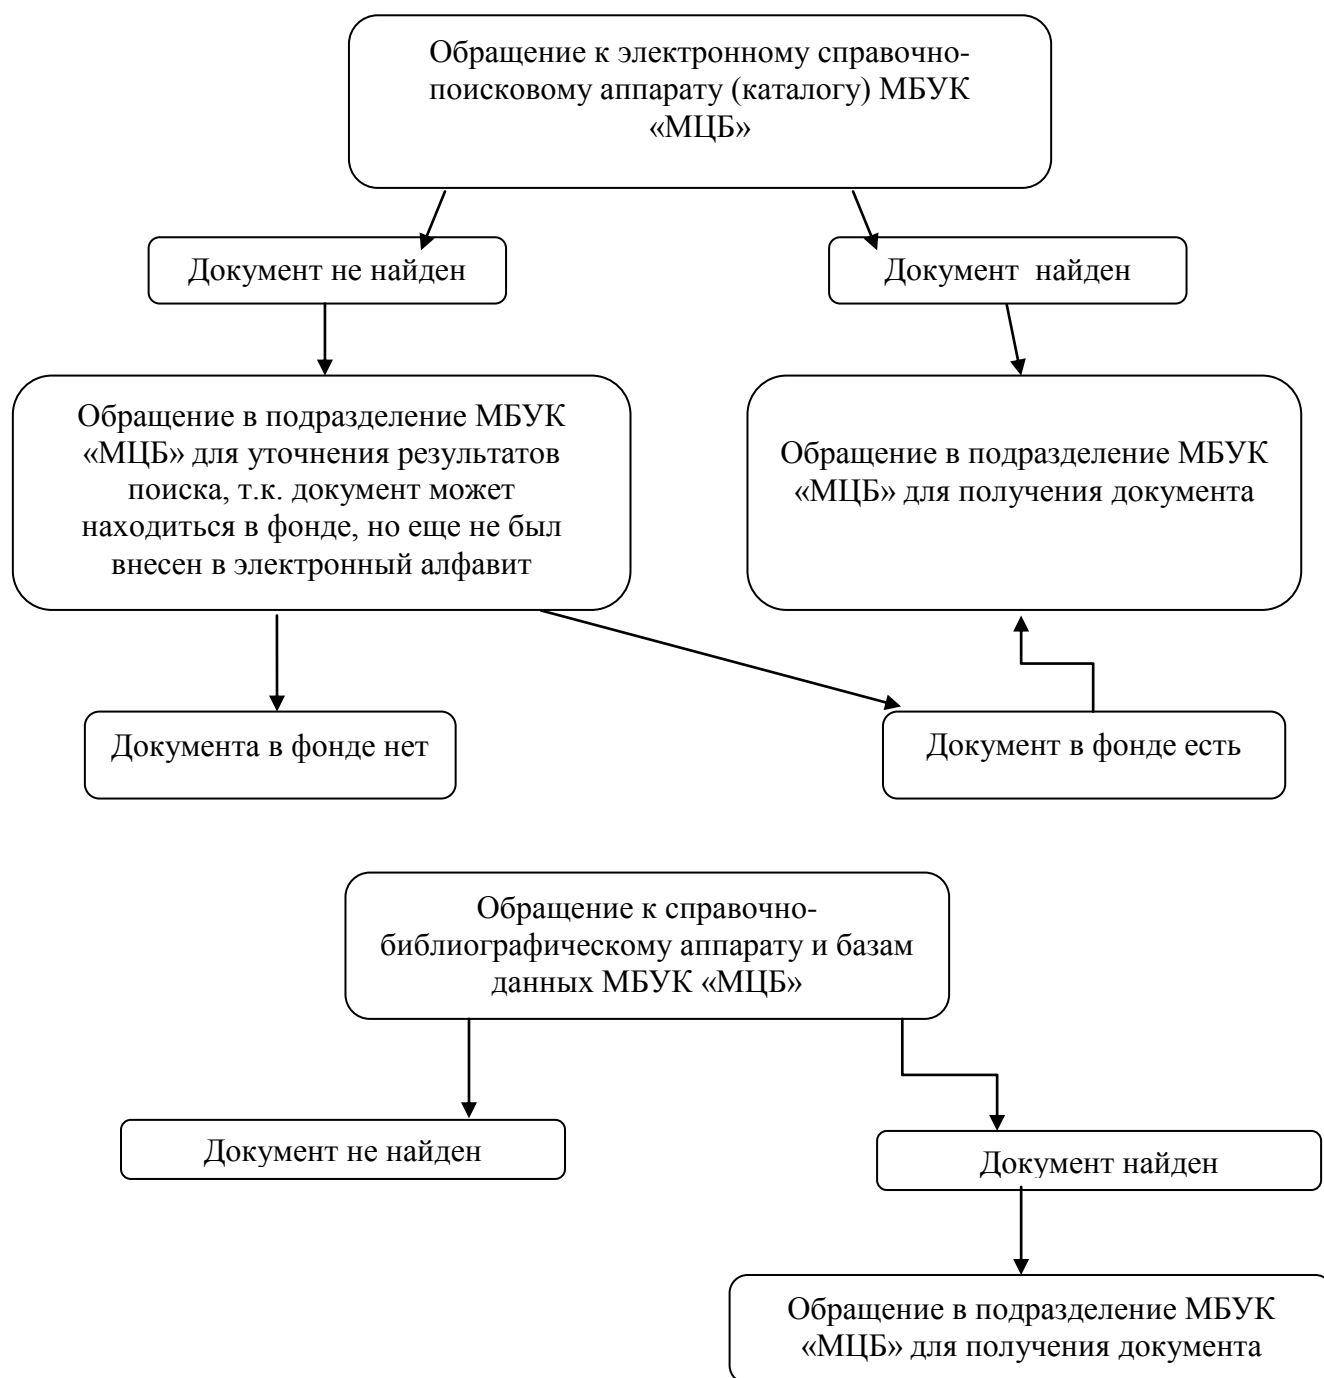 Обращение к электронному справочно-
поисковому аппарату (каталогу) МБУК
«МЦБ»
Документ не найден
Документ  найден
Обращение в подразделение МБУК
«МЦБ» для уточнения результатов
поиска, т.к. документ может
находиться в фонде, но еще не был
внесен в электронный алфавит
Обращение в подразделение МБУК
«МЦБ» для получения документа
Документа в фонде нет
Документ в фонде есть
Обращение к справочно-
библиографическому аппарату и базам
данных МБУК «МЦБ»
Документ не найден
Документ найден
Обращение в подразделение МБУК
«МЦБ» для получения документа